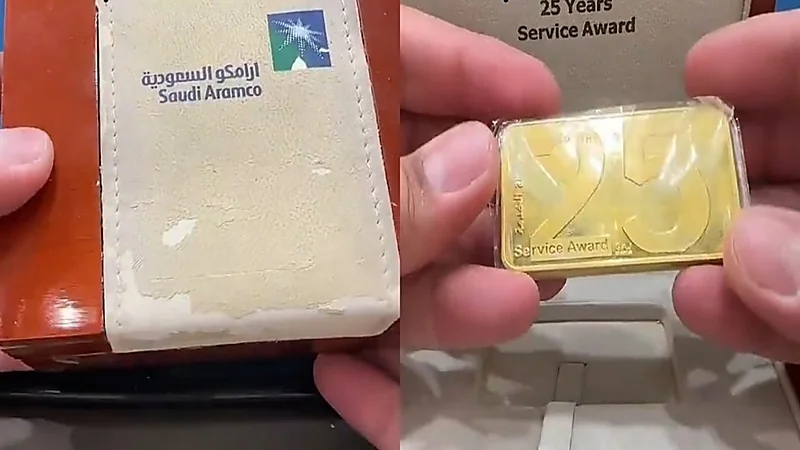 ارامكو السعودية
Saudi Aramco
25 Years
Service Award
25
Service Award